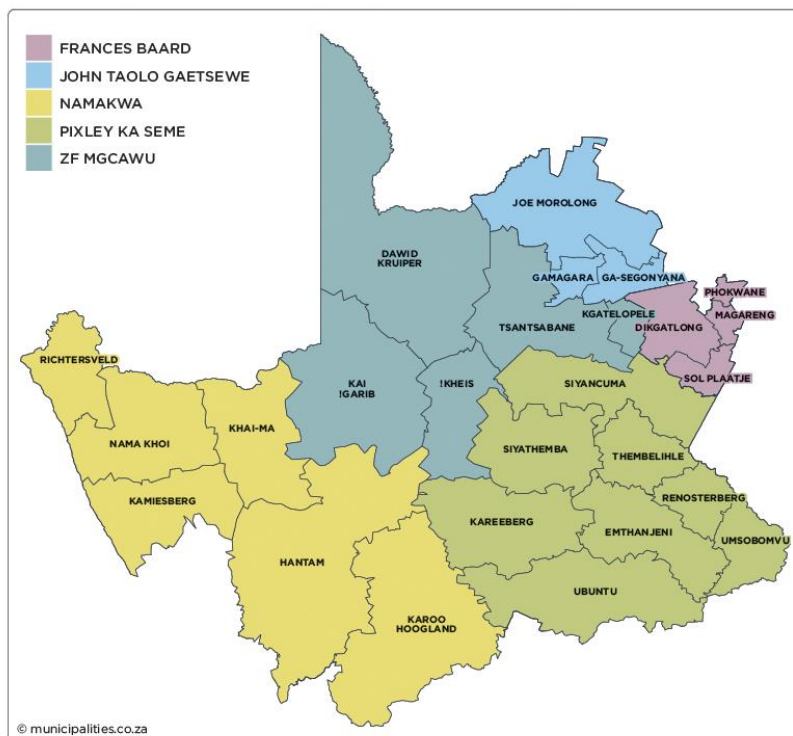 FRANCES BAARD
JOHN TAOLO GAETSEWE
NAMAKWA
PIXLEY KA SEME
ZF MGCAWU
JOE MOROLONG
DAWID
KRUIPER
GAMAGARA
GA-SEGONYANA
PHOKWANE
KGATELOPELE
MAGARENG
TSANTSABANE
DIKGATLONG
RICHTERSVELD
SOL PLAATJE
KAI
!GARIB
!KHEIS
SIYANCUMA
KHAI-MA
NAMA KHOI
SIYATHEMBA
THEMBELIHLE
KAMIESBERG
RENOSTERBERG
KAREEBERG
EMTHANJENI
UMSOBOMVU
HANTAM
UBUNTU
KAROO
HOOGLAND
© municipalities.co.za